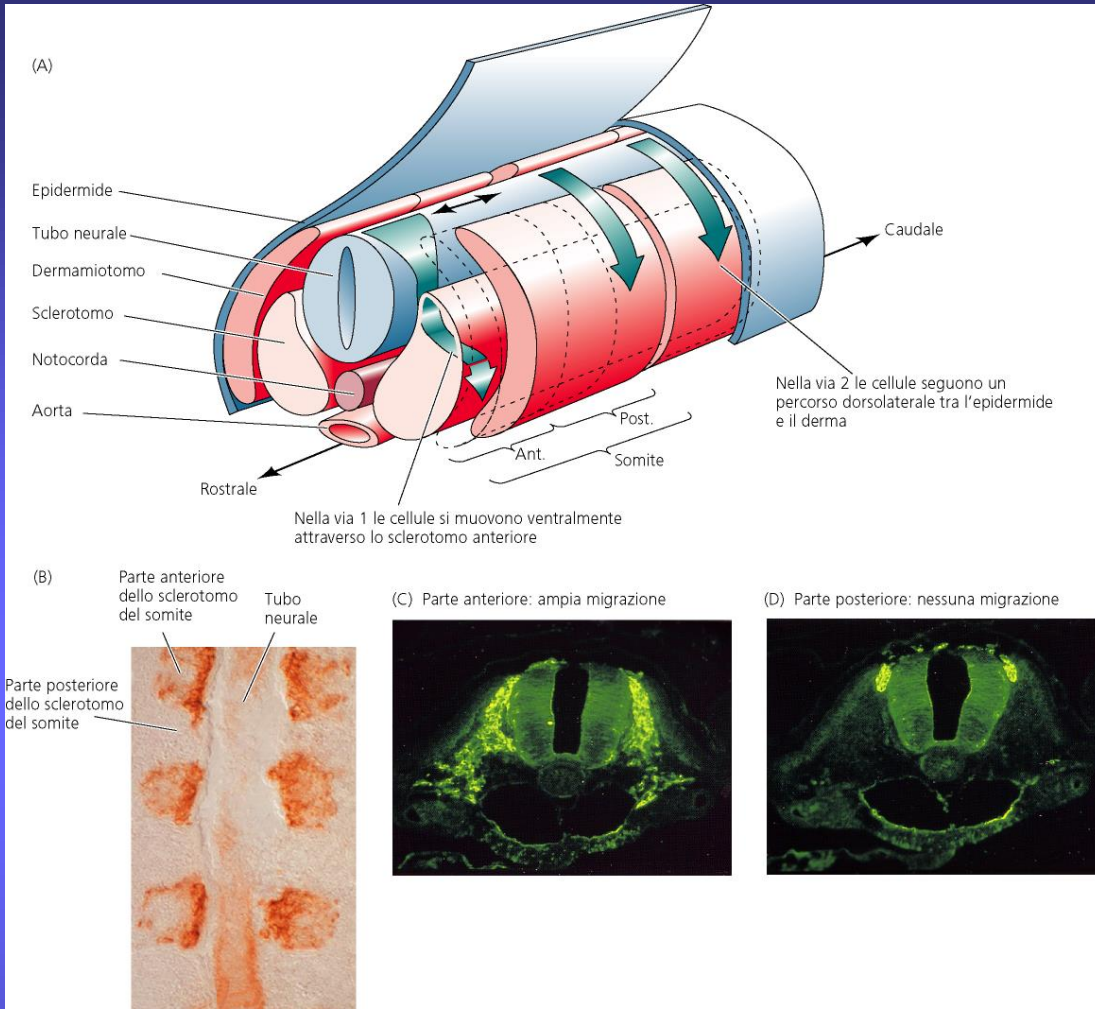 (A)
Epidermide
Tubo neurale
Dermamiotomo
Sclerotomo
Notocorda
Aorta
Rostrale
Caudale
Post.
Ant.
Somite
Nella via 2 le cellule seguono un
percorso dorsolaterale tra l'epidermide
e il derma
Nella via 1 le cellule si muovono ventralmente
attraverso lo sclerotomo anteriore
(B)
Parte anteriore
dello sclerotomo
del somite
Tubo
neurale
Parte posteriore
dello sclerotomo
del somite
(C) Parte anteriore: ampia migrazione
(D) Parte posteriore: nessuna migrazione